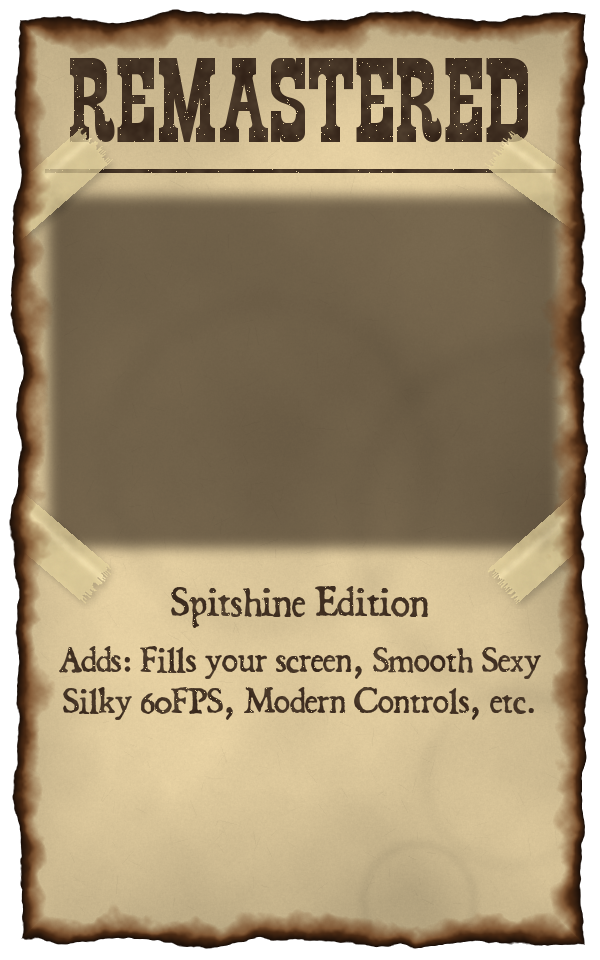 REMASTERED
Spitshine Edition
Adds: Fills your screen, Smooth Sexy
Silky 60FPS, Modern Controls, etc.